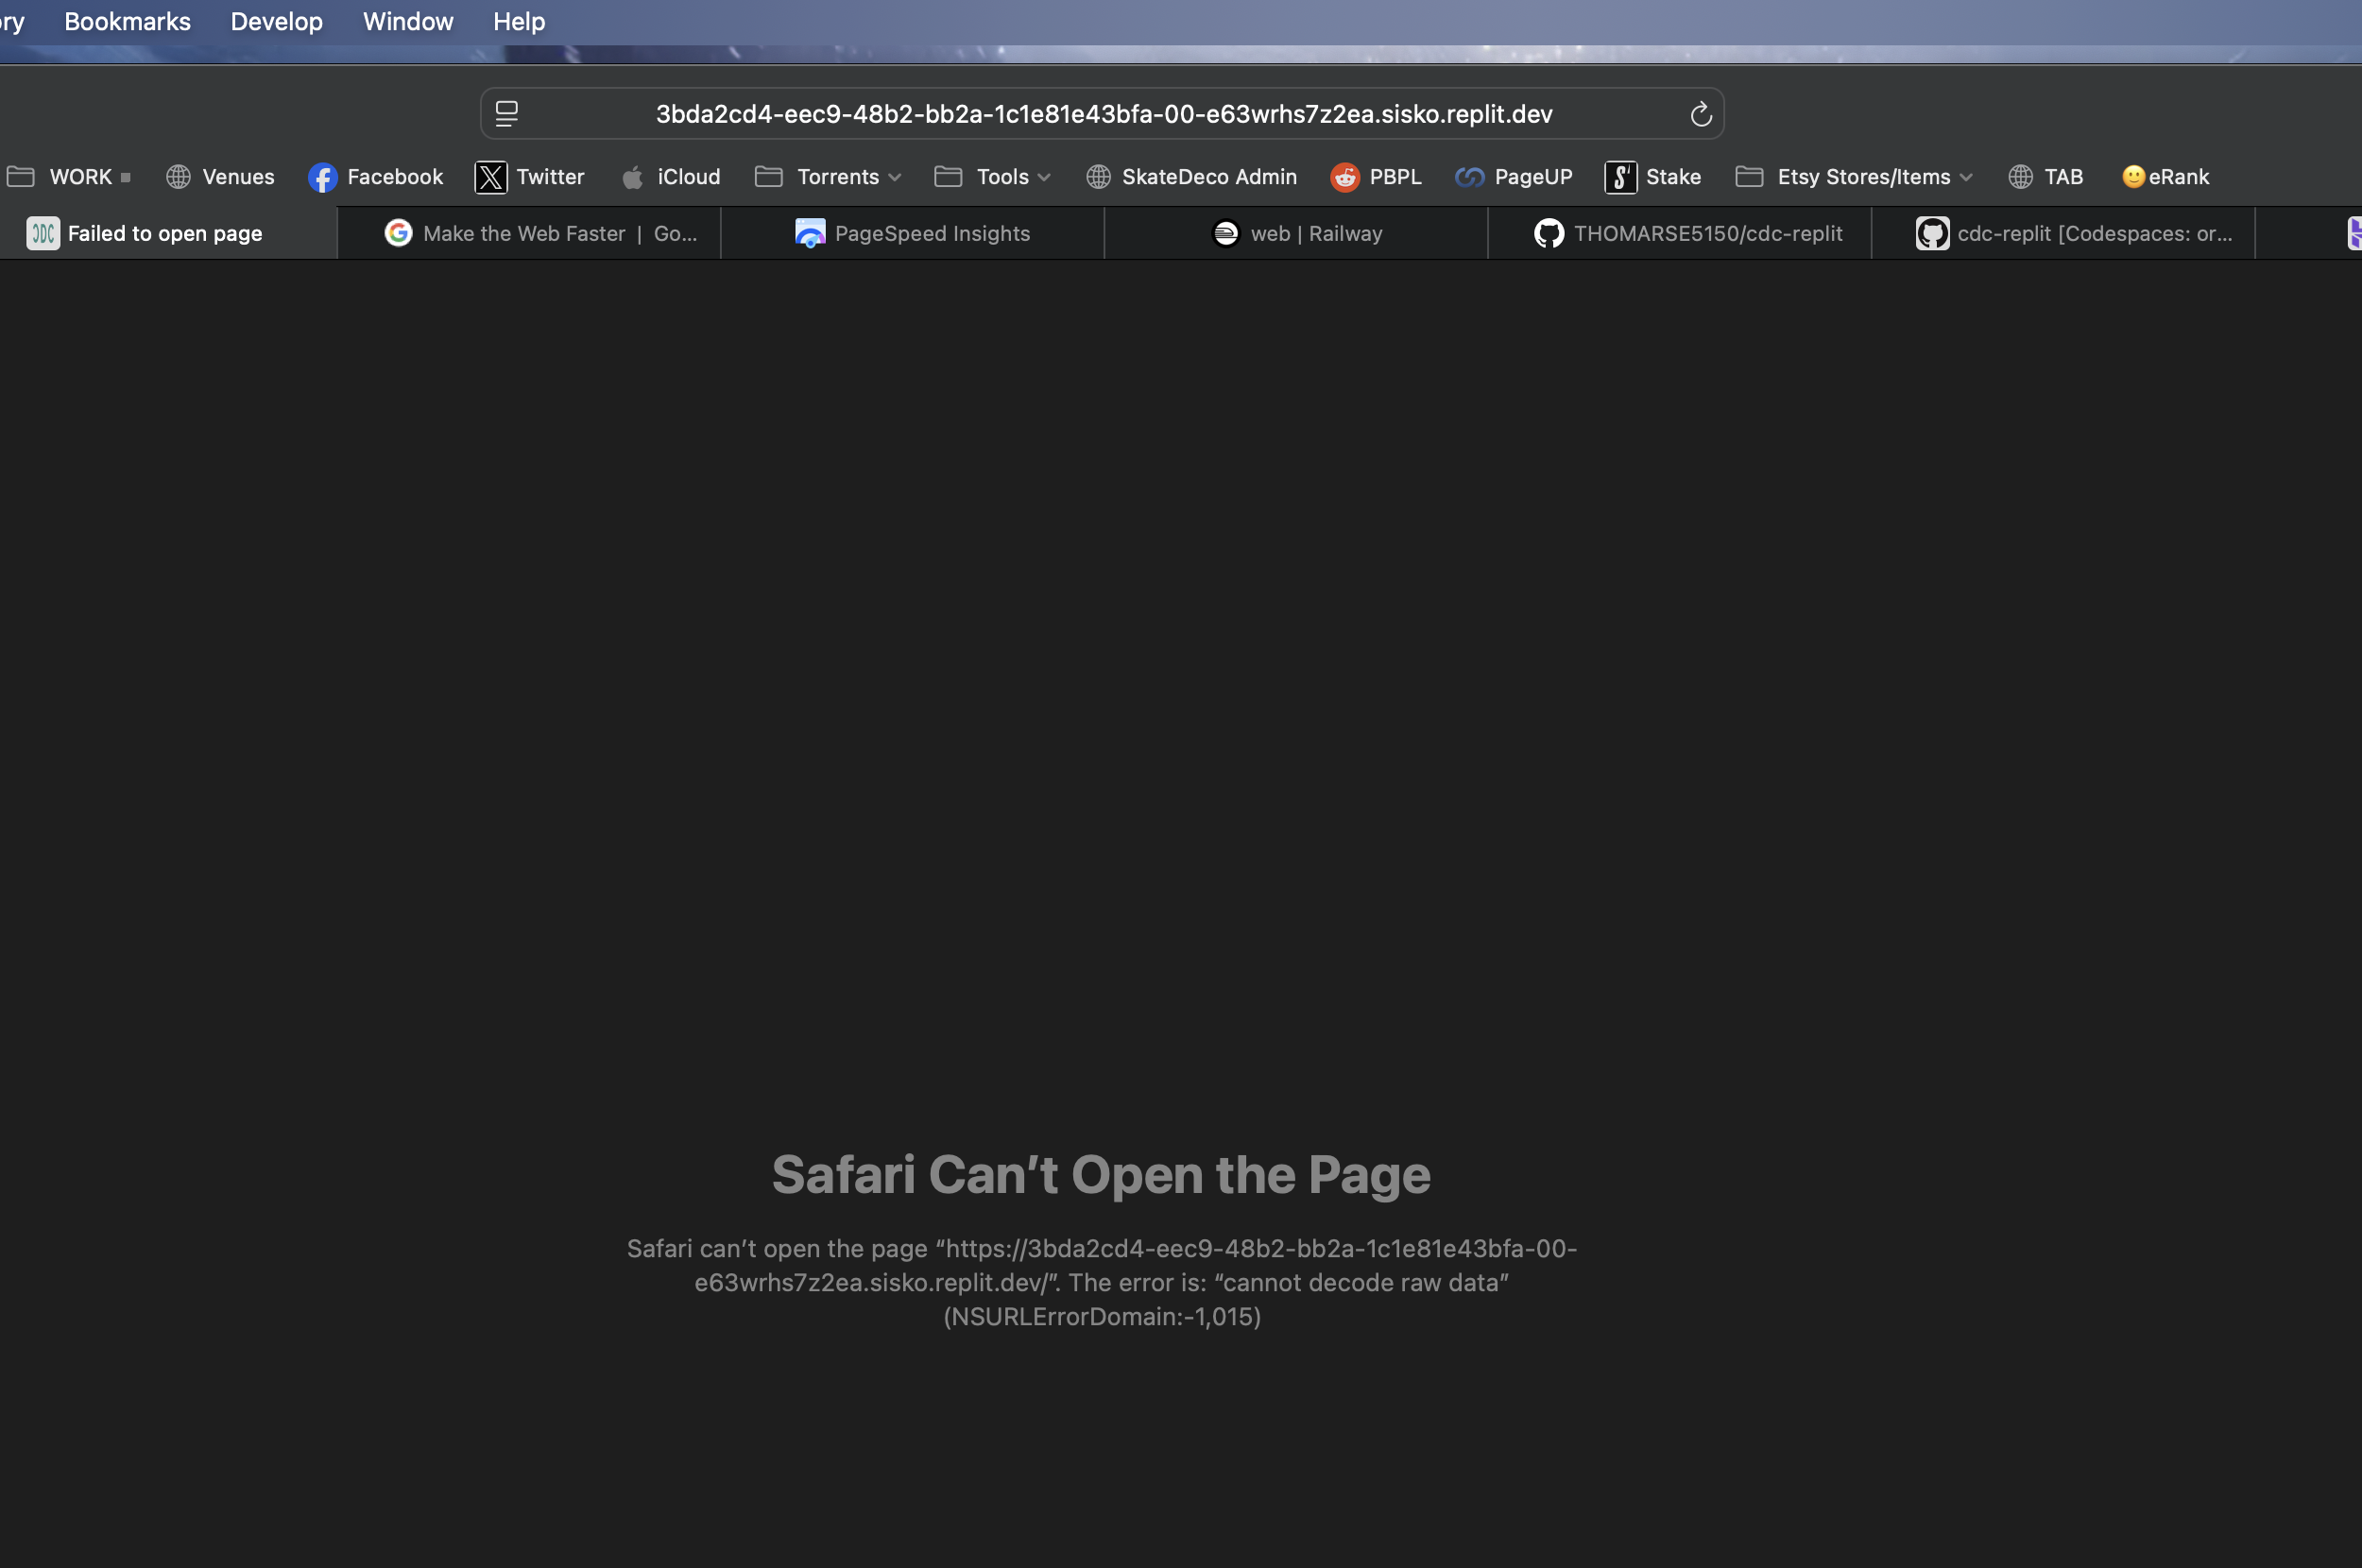 ory Bookmarks Develop Window Help
3bda2cd4-eec9-48b2-bb2a-1c1e81e43bfa-00-e63wrhs7z2ea.sisko.replit.dev
WORK Venues Facebook Twitter iCloud Torrents Tools SkateDeco Admin PBPL PageUP Stake Etsy Stores/Items TAB eRank
Failed to open page Make the Web Faster | Go... PageSpeed Insights web | Railway THOMARSE5150/cdc-replit cdc-replit [Codespaces: or...
Safari Can’t Open the Page
Safari can’t open the page “https://3bda2cd4-eec9-48b2-bb2a-1c1e81e43bfa-00-
e63wrhs7z2ea.sisko.replit.dev/”. The error is: “cannot decode raw data”
(NSURLErrorDomain:-1,015)